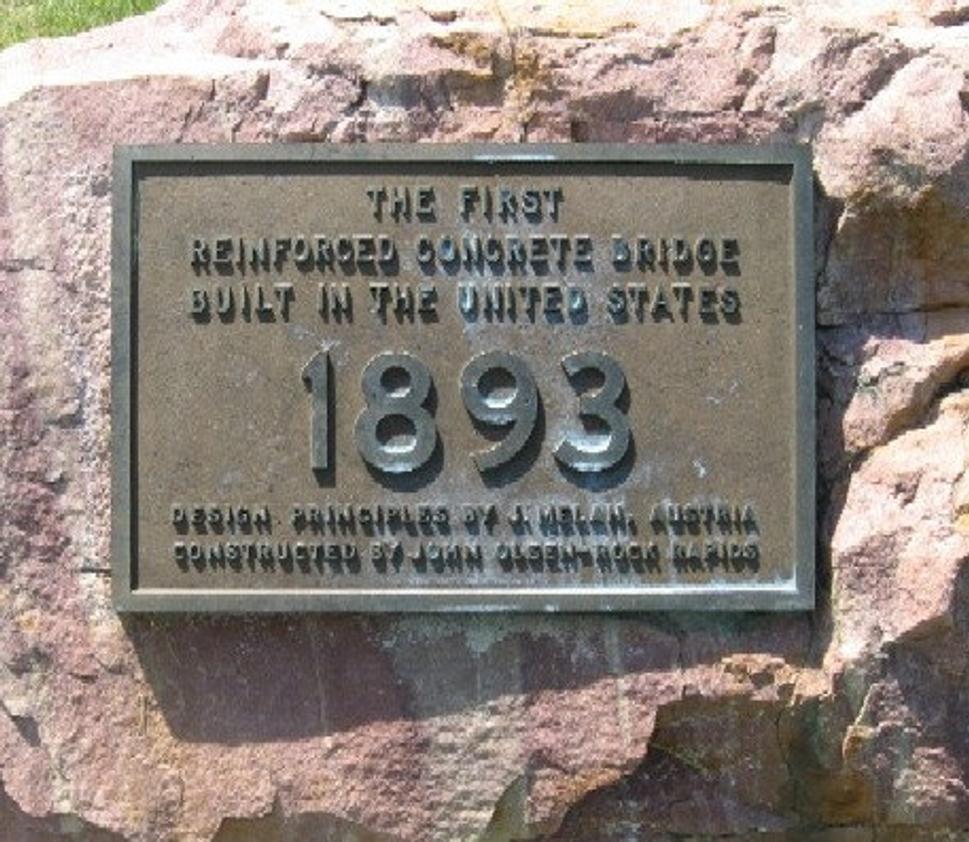 THE FIRST
REINFORCED CONCRETE BRIDGE
BUILT IN THE UNITED STATES
1893
DESIGN PRINCIPLES BY J. MELAN, AUSTRIA
CONSTRUCTED BY JOHN OLSEN-ROCK RAPIDS